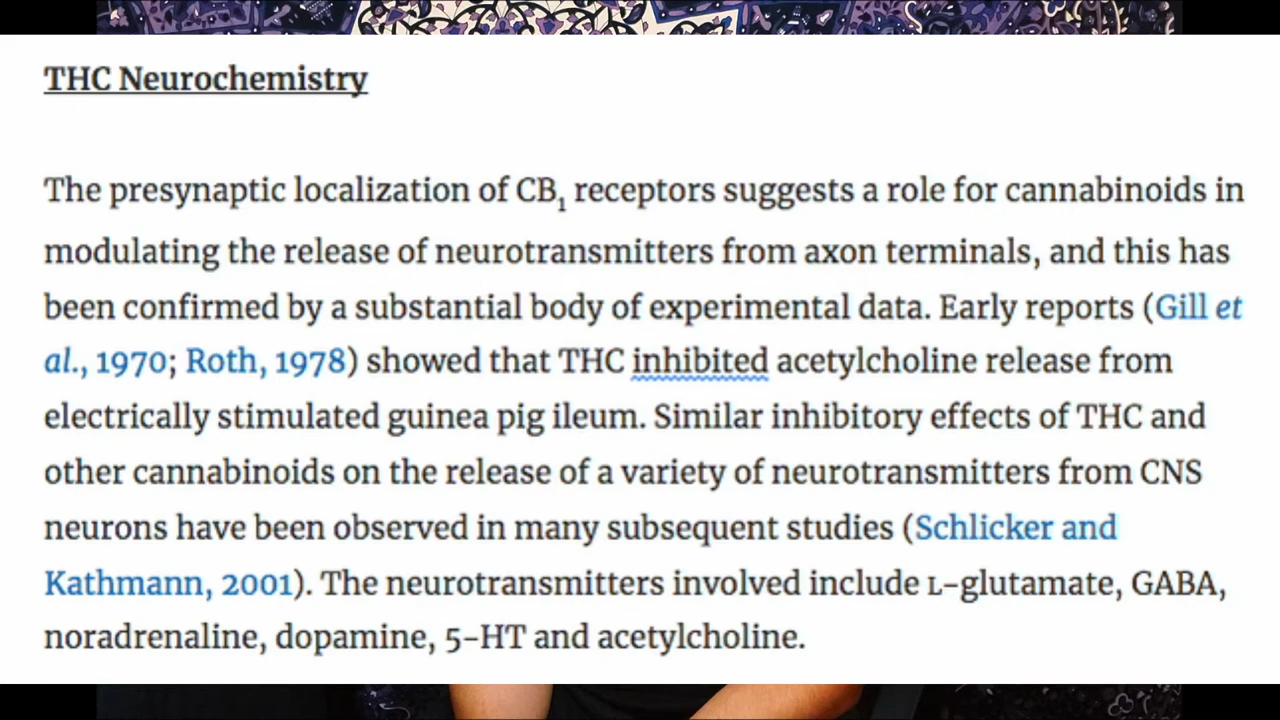 THC Neurochemistry
The presynaptic localization of CB₁ receptors suggests a role for cannabinoids in
modulating the release of neurotransmitters from axon terminals, and this has
been confirmed by a substantial body of experimental data. Early reports (Gill et
al., 1970; Roth, 1978) showed that THC inhibited acetylcholine release from
electrically stimulated guinea pig ileum. Similar inhibitory effects of THC and
other cannabinoids on the release of a variety of neurotransmitters from CNS
neurons have been observed in many subsequent studies (Schlicker and
Kathmann, 2001). The neurotransmitters involved include L-glutamate, GABA,
noradrenaline, dopamine, 5-HT and acetylcholine.